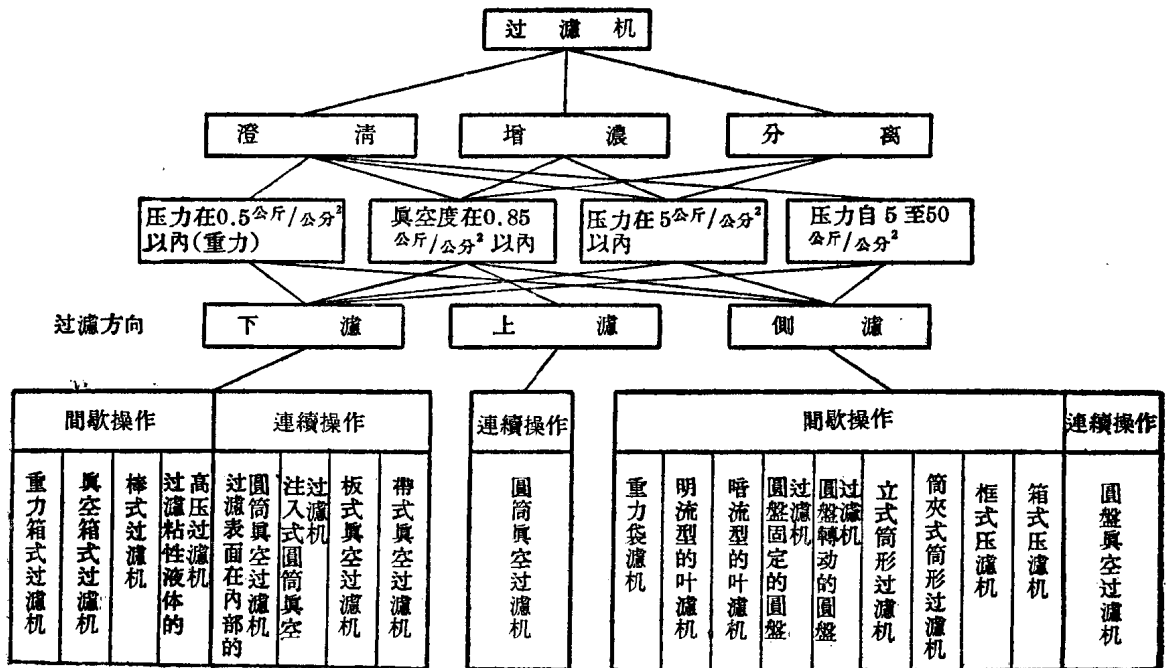 过濾机
澄清
增濃
分离
压力在0.5公斤/公分²
以內(重力)
眞空度在0.85
公斤/公分² 以內
压力在5公斤/公分²
以內
压力自5至50
公斤/公分²
过濾方向
下濾
上濾
側濾
間歇操作
連續操作
連續操作
間歇操作
連續操作
重力箱式过濾机
眞空箱式过濾机
棒式过濾机
过濾粘性液体的
高压过濾机
过濾表面在內部的
圓筒眞空过濾机
注入式圓筒眞空
过濾机
板式眞空过濾机
帶式眞空过濾机
圓筒眞空过濾机
重力袋濾机
明流型的叶濾机
暗流型的叶濾机
圓盤固定的圓盤
过濾机
圓盤轉动的圓盤
过濾机
立式筒形过濾机
筒夹式筒形过濾机
框式压濾机
箱式压濾机
圓盤眞空过濾机